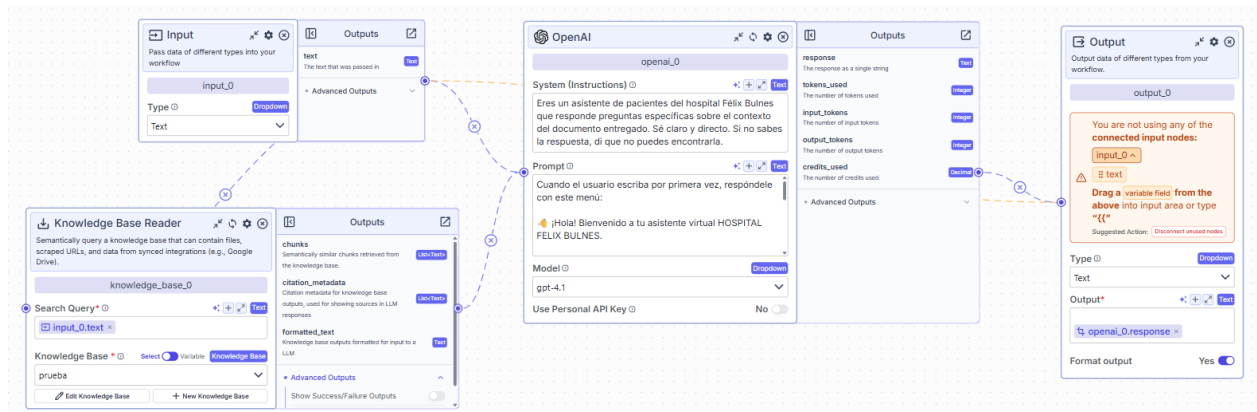 Input
Pass data of different types into your
workflow
input_0
Type
Dropdown
Text
Outputs
text
The text that was passed in
Text
Advanced Outputs
Knowledge Base Reader
Semantically query a knowledge base that can contain files,
scraped URLs, and data from synced integrations (e.g., Google
Drive).
knowledge_base_0
Search Query*
Text
input_0.text
Knowledge Base *
Select
Variable
Knowledge Base
prueba
Edit Knowledge Base
+ New Knowledge Base
Outputs
chunks
Semantically similar chunks retrieved from
the knowledge base.
List<Text>
citation_metadata
Citation metadata for knowledge base
outputs, used for showing sources in LLM
responses
List<Text>
formatted_text
Knowledge base outputs formatted for input to a
LLM
Text
Advanced Outputs
Show Success/Failure Outputs
OpenAI
openai_0
System (Instructions)
Text
Eres un asistente de pacientes del hospital Félix Bulnes
que responde preguntas específicas sobre el contexto
del documento entregado. Sé claro y directo. Si no sabes
la respuesta, di que no puedes encontrarla.
Prompt
Text
Cuando el usuario escriba por primera vez, respóndele
con este menú:
¡Hola! Bienvenido a tu asistente virtual HOSPITAL
FELIX BULNES.
Model
Dropdown
gpt-4.1
Use Personal API Key
No
Outputs
response
The response as a single string
Text
tokens_used
The number of tokens used
Integer
input_tokens
The number of input tokens
Integer
output_tokens
The number of output tokens
Integer
credits_used
The number of credits used
Decimal
Advanced Outputs
Output
Output data of different types from your
workflow.
output_0
You are not using any of the
connected input nodes:
input_0
text
Drag a variable field from the
above into input area or type
“{{”
Suggested Action: Disconnect unused nodes
Type
Dropdown
Text
Output*
Text
openai_0.response
Format output
Yes